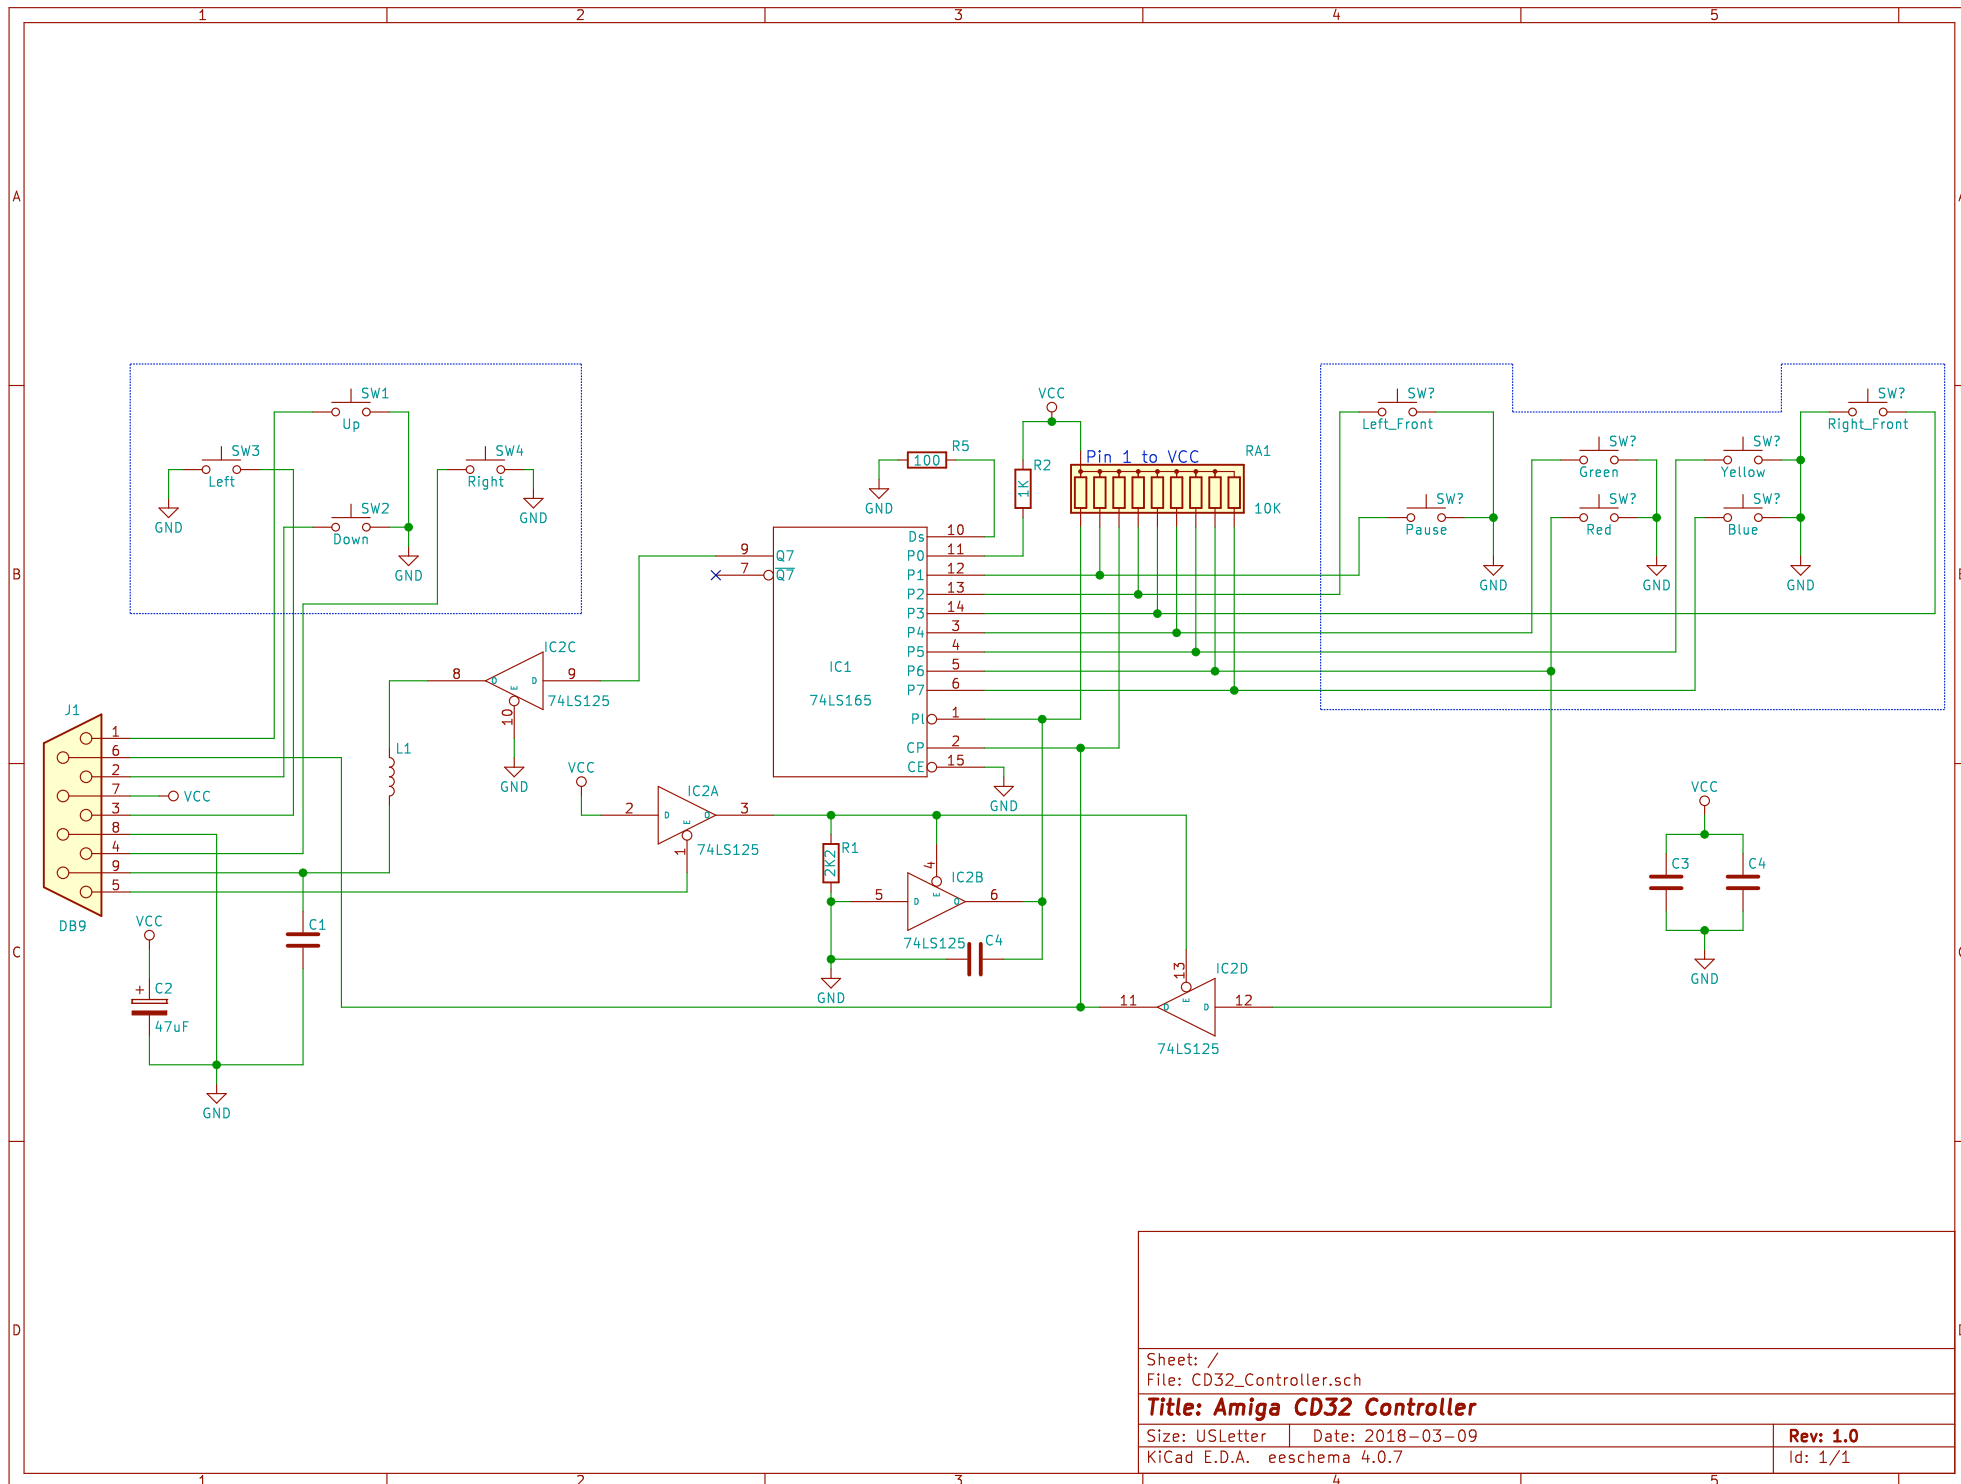 1 2 3 4 5
A
B
C
D
SW1
Up
SW3
Left
SW4
Right
SW2
Down
GND
GND
GND
VCC
R5
100
GND
R2
1K
Pin 1 to VCC
RA1
10K
SW?
Left_Front
SW?
Pause
SW?
Green
SW?
Red
SW?
Yellow
SW?
Blue
SW?
Right_Front
GND
GND
GND
9 Q7
7 Q7
IC1
74LS165
Ds 10
P0 11
P1 12
P2 13
P3 14
P4 3
P5 4
P6 5
P7 6
Pl 1
CP 2
CE 15
GND
IC2C
8 O E D 9
10
74LS125
GND
L1
J1
1
6
2
7
3
8
4
9
5
DB9
VCC
VCC
IC2A
2 D E O 3
1
74LS125
R1
2K2
IC2B
4
5 D E O 6
74LS125
C4
GND
IC2D
13
11 O E D 12
74LS125
VCC
C1
+ C2
47uF
GND
VCC
C3
C4
GND
Sheet: /
File: CD32_Controller.sch
Title: Amiga CD32 Controller
Size: USLetter Date: 2018-03-09 Rev: 1.0
KiCad E.D.A. eeschema 4.0.7 Id: 1/1
1 2 3 4 5